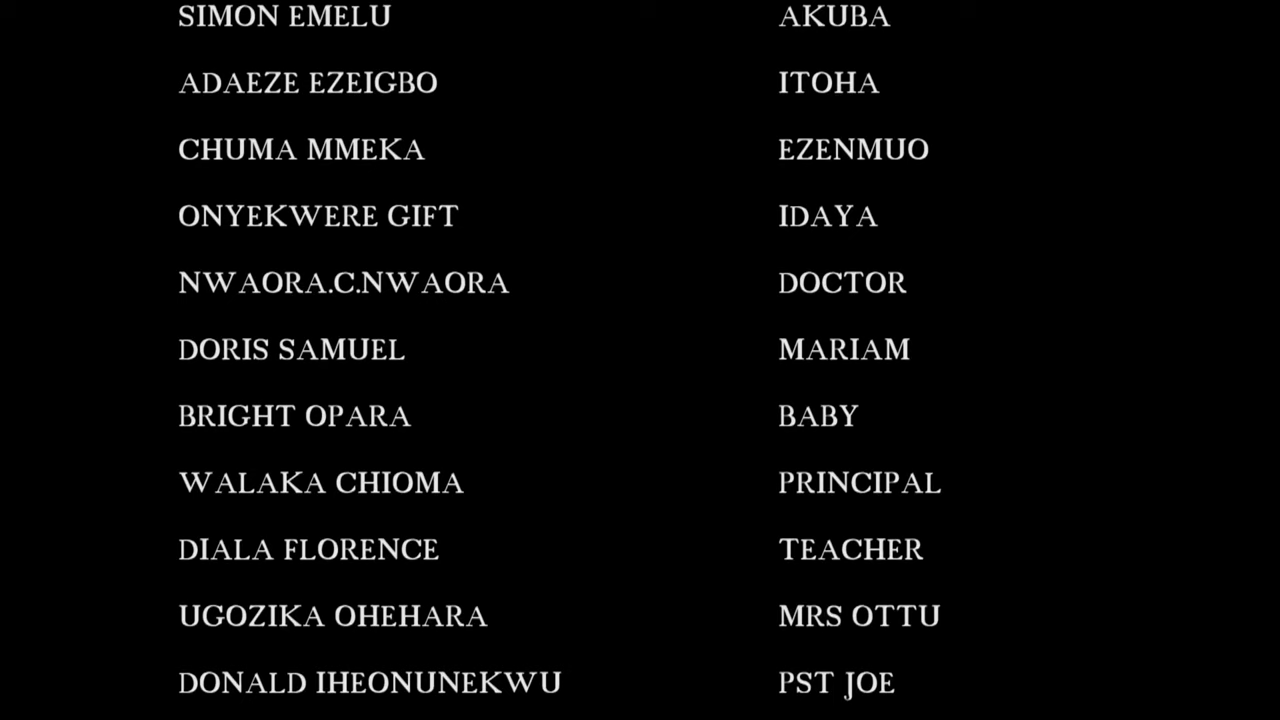 SIMON EMELU AKUBA
ADAEZE EZEIGBO ITOHA
CHUMA MMEKA EZENMUO
ONYEKWERE GIFT IDAYA
NWAORA.C.NWAORA DOCTOR
DORIS SAMUEL MARIAM
BRIGHT OPARA BABY
WALAKA CHIOMA PRINCIPAL
DIALA FLORENCE TEACHER
UGOZIKA OHEHARA MRS OTTU
DONALD IHEONUNEKWU PST JOE